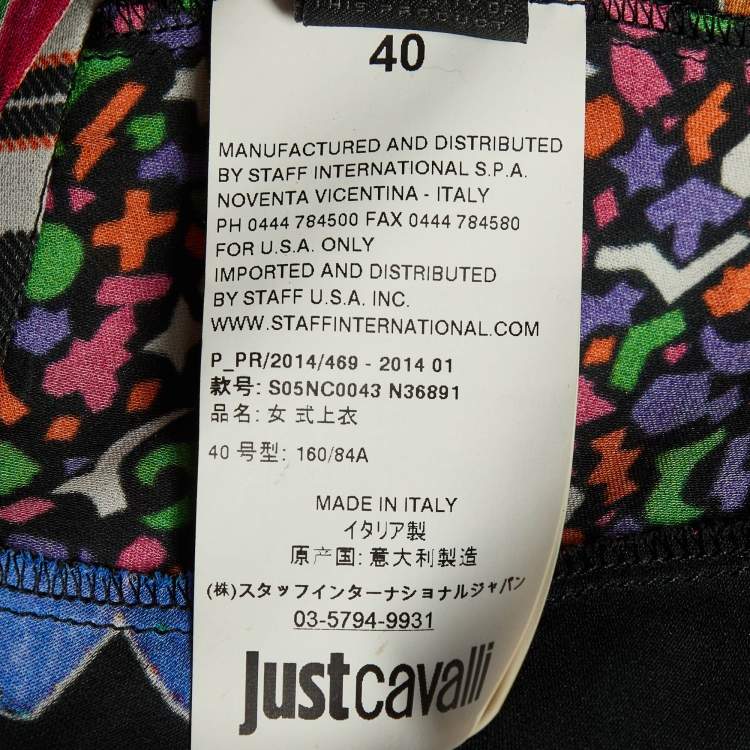 THIS PRODUCT
40
MANUFACTURED AND DISTRIBUTED
BY STAFF INTERNATIONAL S.P.A.
NOVENTA VICENTINA - ITALY
PH 0444 784500 FAX 0444 784580
FOR U.S.A. ONLY
IMPORTED AND DISTRIBUTED
BY STAFF U.S.A. INC.
WWW.STAFFINTERNATIONAL.COM
P_PR/2014/469 - 2014 01
款号: S05NC0043 N36891
品名: 女 式上衣
40 号型: 160/84A
MADE IN ITALY
イタリア製
原产国: 意大利製造
(株)スタッフインターナショナルジャパン
03-5794-9931
Justcavalli